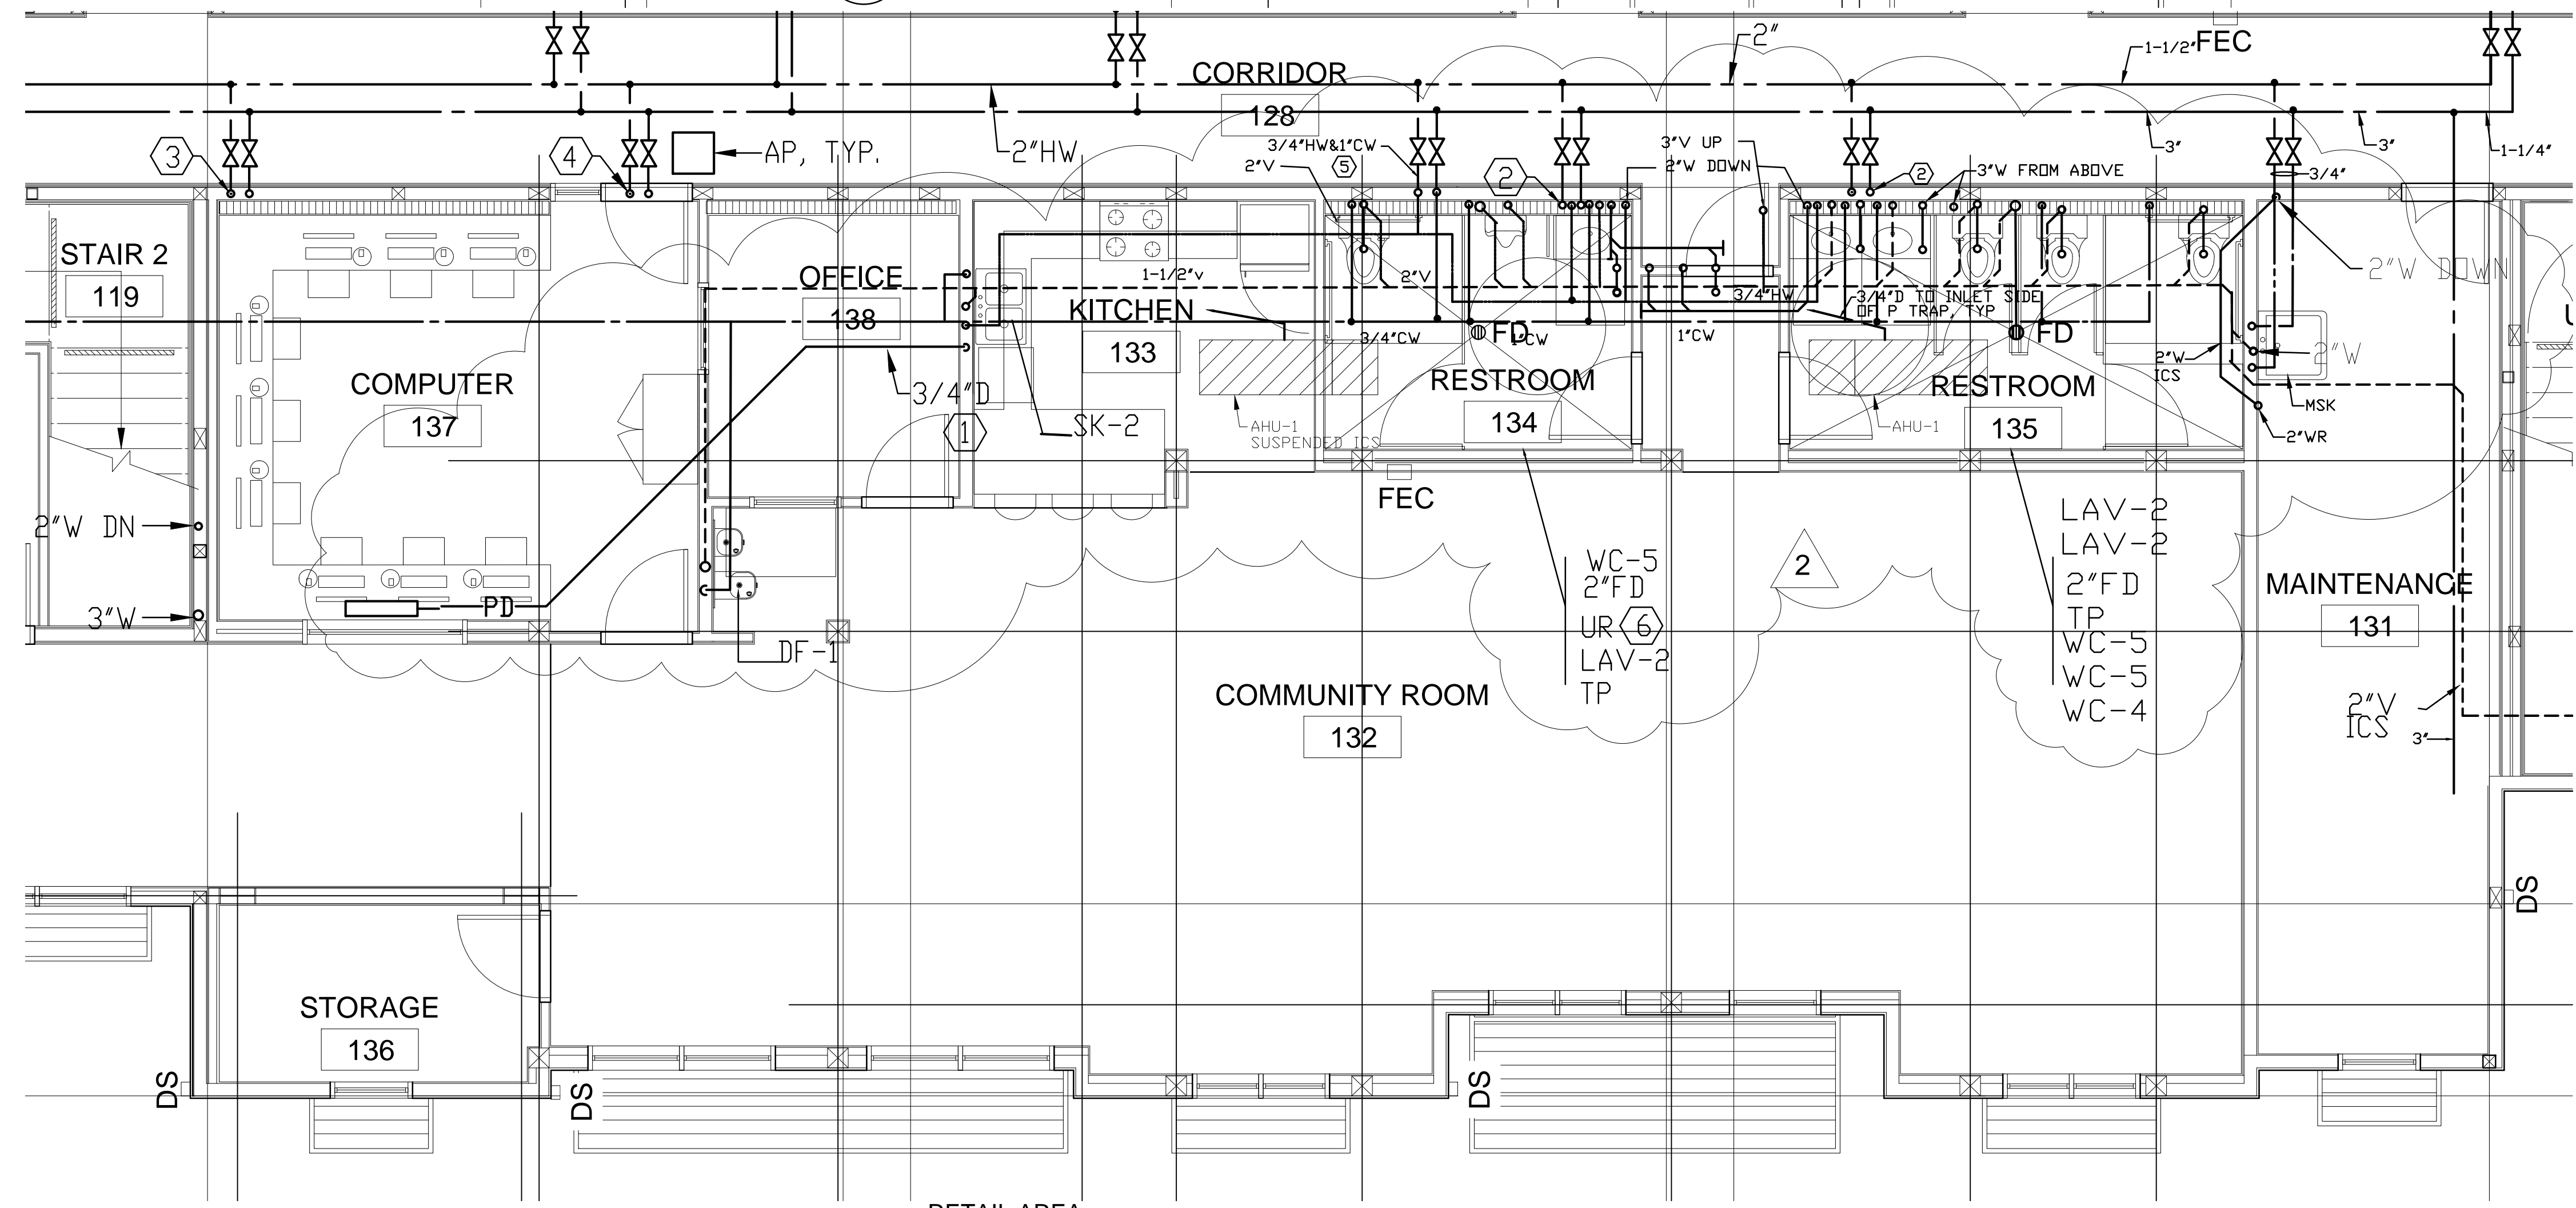 2"
1-1/2"
FEC
CORRIDOR
128
3
4
AP, TYP.
2"HW
3/4"HW&1"CW
2"V
5
2
3"V UP
2"W DOWN
2
3"W FROM ABOVE
3"
3"
1-1/4"
3/4"
STAIR 2
119
OFFICE
138
1-1/2"v
KITCHEN
133
2"V
3/4"HW
3/4"D TO INLET SIDE
OF P TRAP, TYP
2"W DOWN
3/4"CW
FD
1"CW
1"CW
FD
2"W
ICS
2"W
COMPUTER
137
3/4"D
1
SK-2
AHU-1
SUSPENDED ICS
RESTROOM
134
AHU-1
RESTROOM
135
MSK
2"WR
FEC
2"W DN
3"W
PD
DF-1
WC-5
2"FD
UR 6
LAV-2
TP
2
LAV-2
LAV-2
2"FD
TP
WC-5
WC-5
WC-4
MAINTENANCE
131
COMMUNITY ROOM
132
2"V
ICS
3"
DS
STORAGE
136
DS
DS
DS
DETAIL AREA